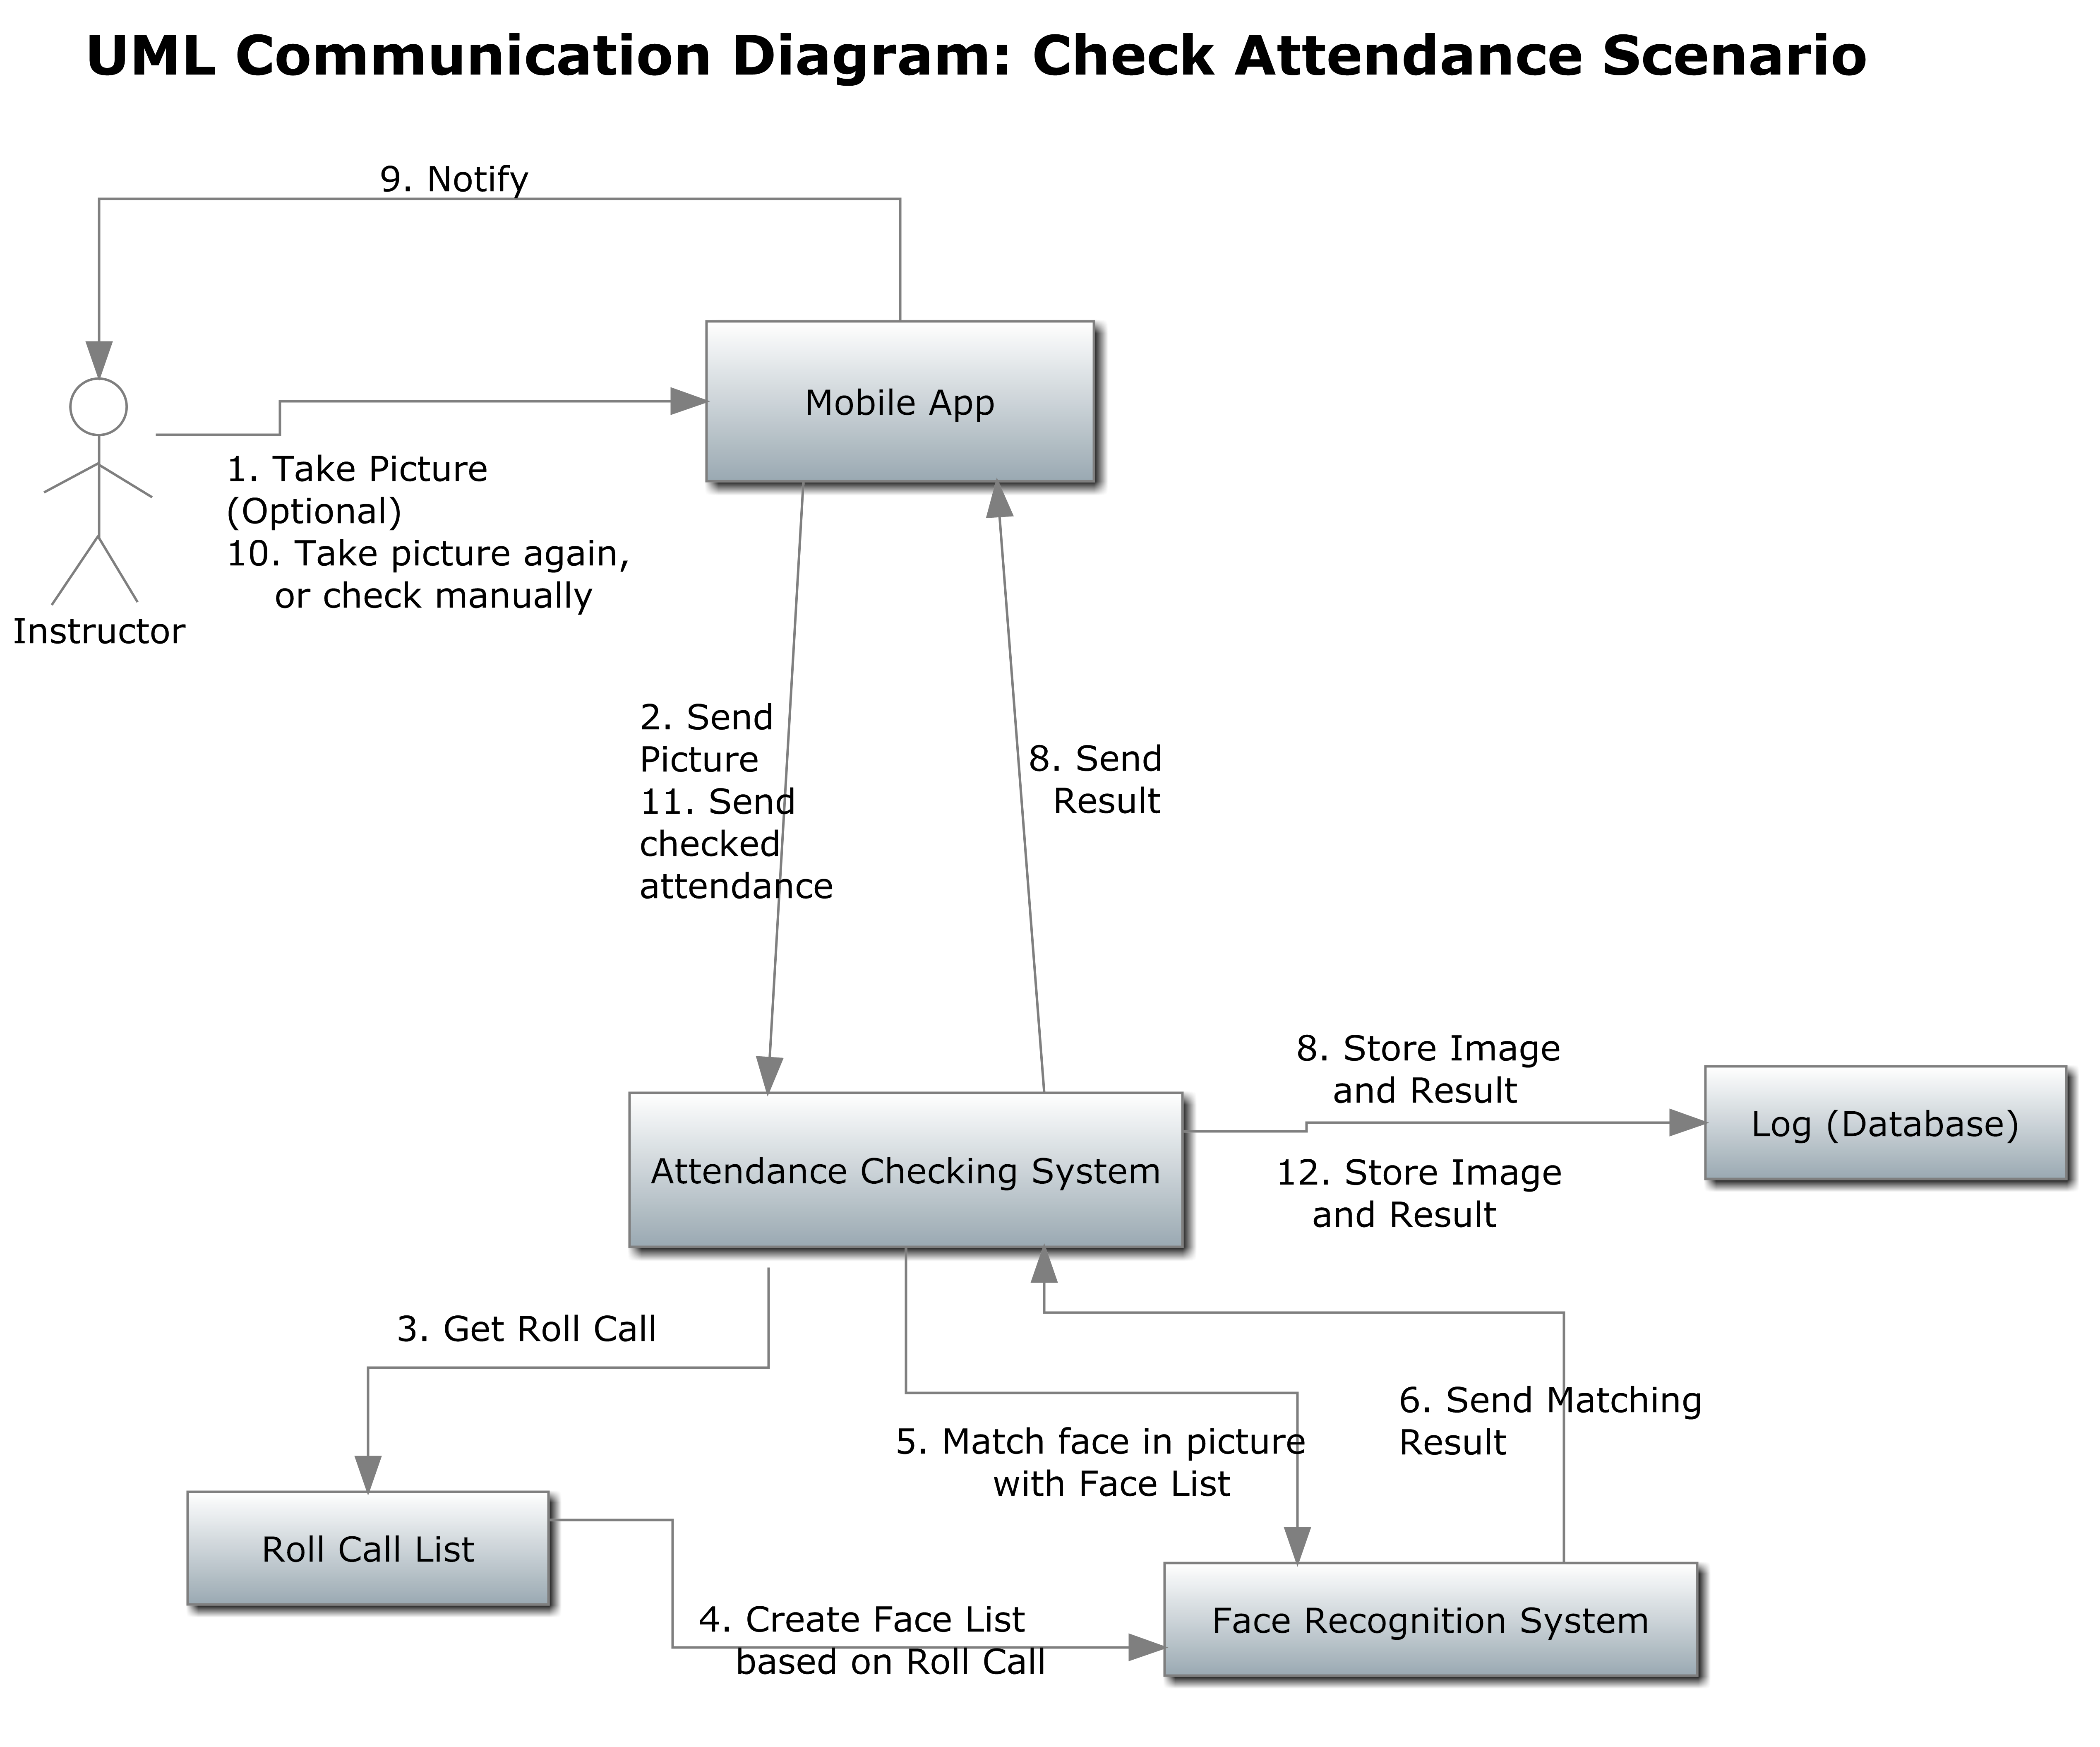 UML Communication Diagram: Check Attendance Scenario
9. Notify
Mobile App
1. Take Picture
(Optional)
10. Take picture again,
or check manually
Instructor
2. Send
Picture
11. Send
checked
attendance
8. Send
Result
8. Store Image
and Result
Log (Database)
Attendance Checking System
12. Store Image
and Result
3. Get Roll Call
6. Send Matching
Result
5. Match face in picture
with Face List
Roll Call List
4. Create Face List
based on Roll Call
Face Recognition System